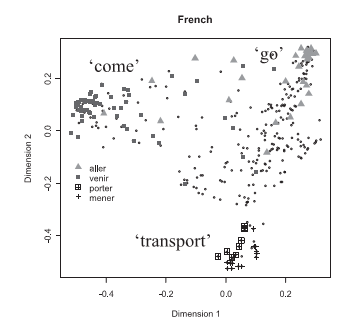 French
'come'
'go'
aller
venir
porter
mener
'transport'
Dimension 2
0.2
0.0
−0.2
−0.4
−0.4
−0.2
0.0
0.2
Dimension 1